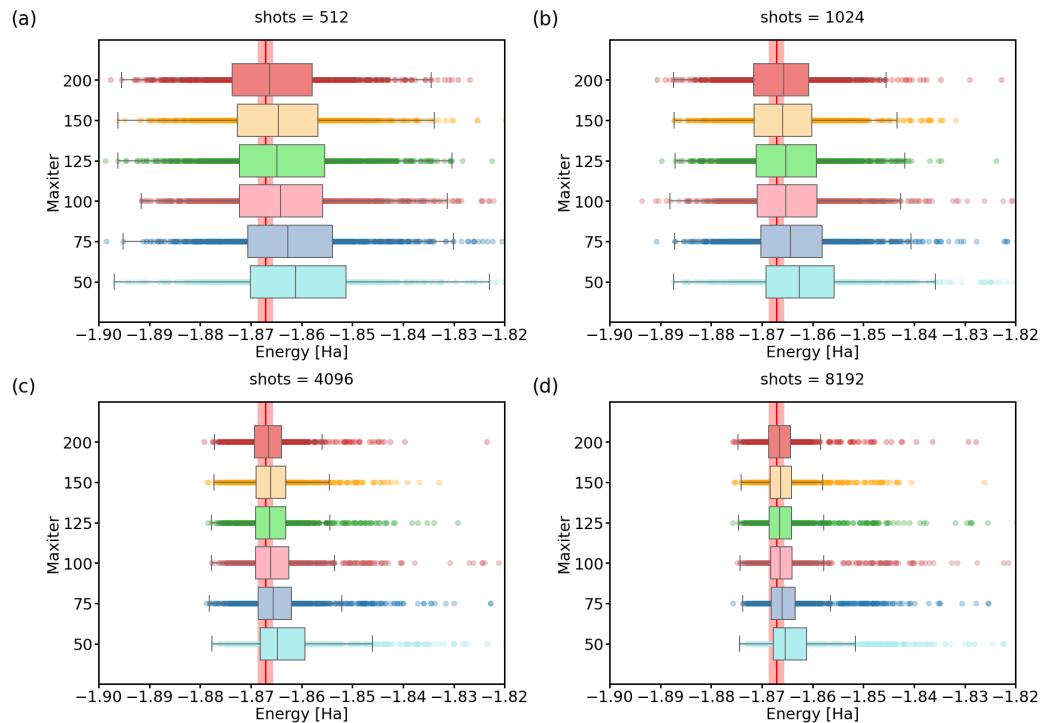 (a)
shots = 512
200
150
125
100
75
50
Maxiter
−1.90 −1.89 −1.88 −1.87 −1.86 −1.85 −1.84 −1.83 −1.82
Energy [Ha]
(b)
shots = 1024
200
150
125
100
75
50
Maxiter
−1.90 −1.89 −1.88 −1.87 −1.86 −1.85 −1.84 −1.83 −1.82
Energy [Ha]
(c)
shots = 4096
200
150
125
100
75
50
Maxiter
−1.90 −1.89 −1.88 −1.87 −1.86 −1.85 −1.84 −1.83 −1.82
Energy [Ha]
(d)
shots = 8192
200
150
125
100
75
50
Maxiter
−1.90 −1.89 −1.88 −1.87 −1.86 −1.85 −1.84 −1.83 −1.82
Energy [Ha]